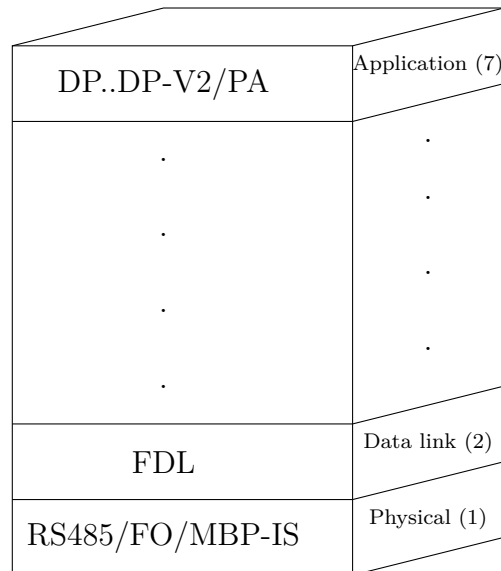 DP..DP-V2/PA
Application (7)
.
.
.
.
.
.
.
.
FDL
Data link (2)
RS485/FO/MBP-IS
Physical (1)